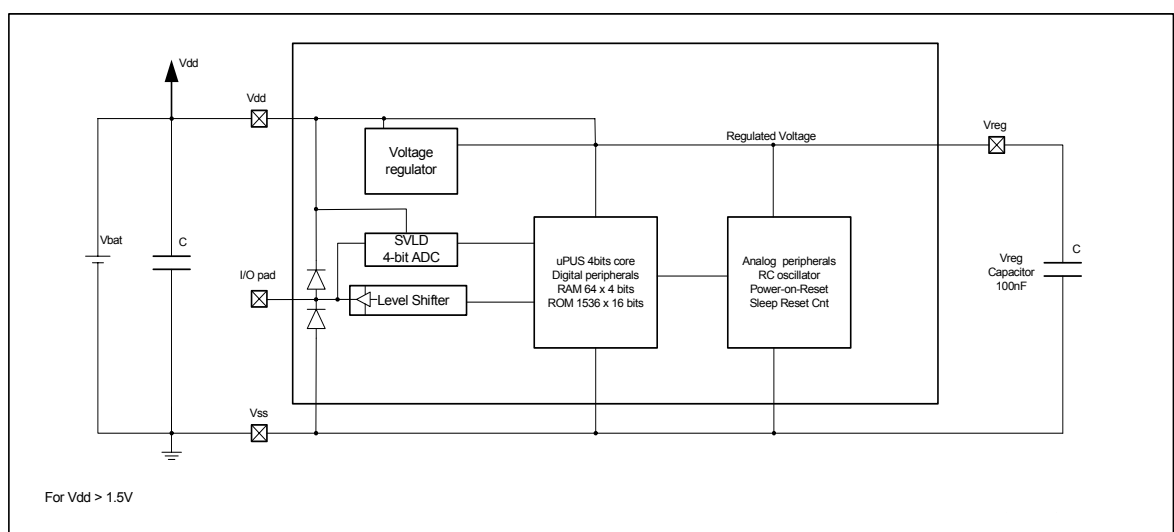 Vdd
Vdd
Voltage
regulator
Regulated Voltage
Vreg
Vbat
C
SVLD
4-bit ADC
I/O pad
Level Shifter
uPUS 4bits core
Digital peripherals
RAM 64 x 4 bits
ROM 1536 x 16 bits
Analog peripherals
RC oscillator
Power-on-Reset
Sleep Reset Cnt
C
Vreg
Capacitor
100nF
Vss
For Vdd > 1.5V